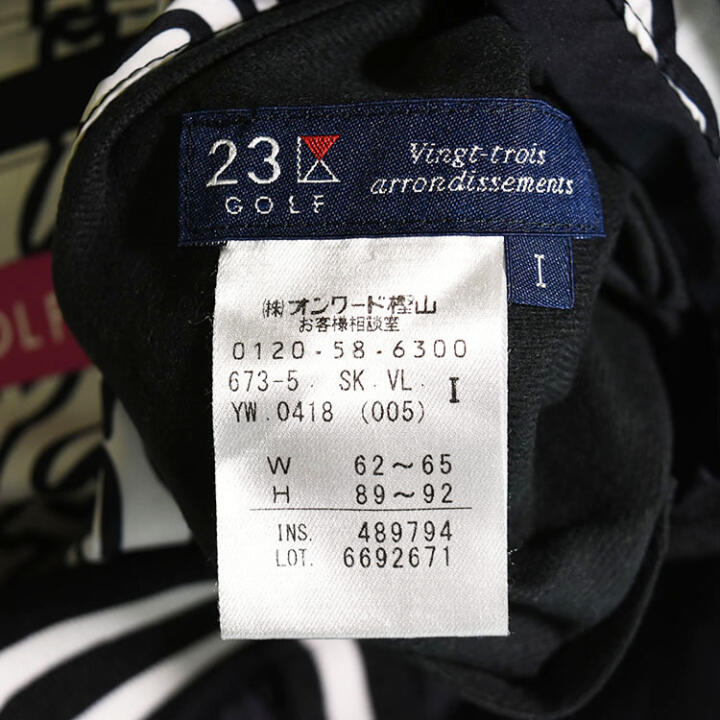 23
GOLF
Vingt-trois
arrondissements
I
(株)オンワード樫山
お客様相談室
0120-58-6300
673-5. SK.VL. I
YW.0418 (005)
W 62～65
H 89～92
INS. 489794
LOT. 6692671
OLF